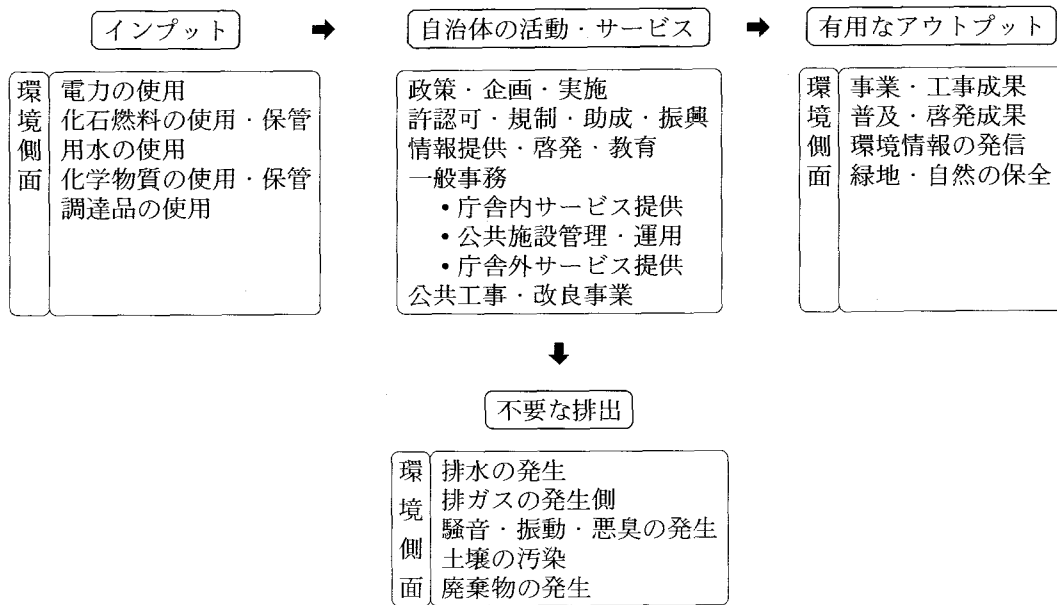 インプット
➡
自治体の活動・サービス
➡
有用なアウトプット
環境側面
電力の使用
化石燃料の使用・保管
用水の使用
化学物質の使用・保管
調達品の使用
政策・企画・実施
許認可・規制・助成・振興
情報提供・啓発・教育
一般事務
•庁舎内サービス提供
•公共施設管理・運用
•庁舎外サービス提供
公共工事・改良事業
環境側面
事業・工事成果
普及・啓発成果
環境情報の発信
緑地・自然の保全
⬇
不要な排出
環境側面
排水の発生
排ガスの発生側
騒音・振動・悪臭の発生
土壌の汚染
廃棄物の発生